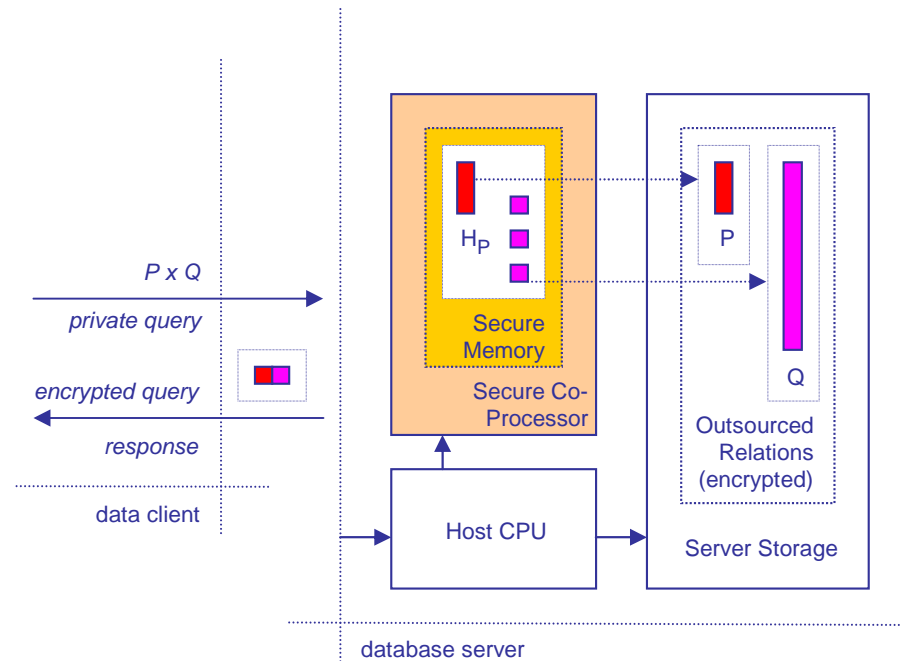 P x Q
private query
encrypted query
response
data client
H_P
Secure
Memory
Secure Co-
Processor
Host CPU
P
Q
Outsourced
Relations
(encrypted)
Server Storage
database server